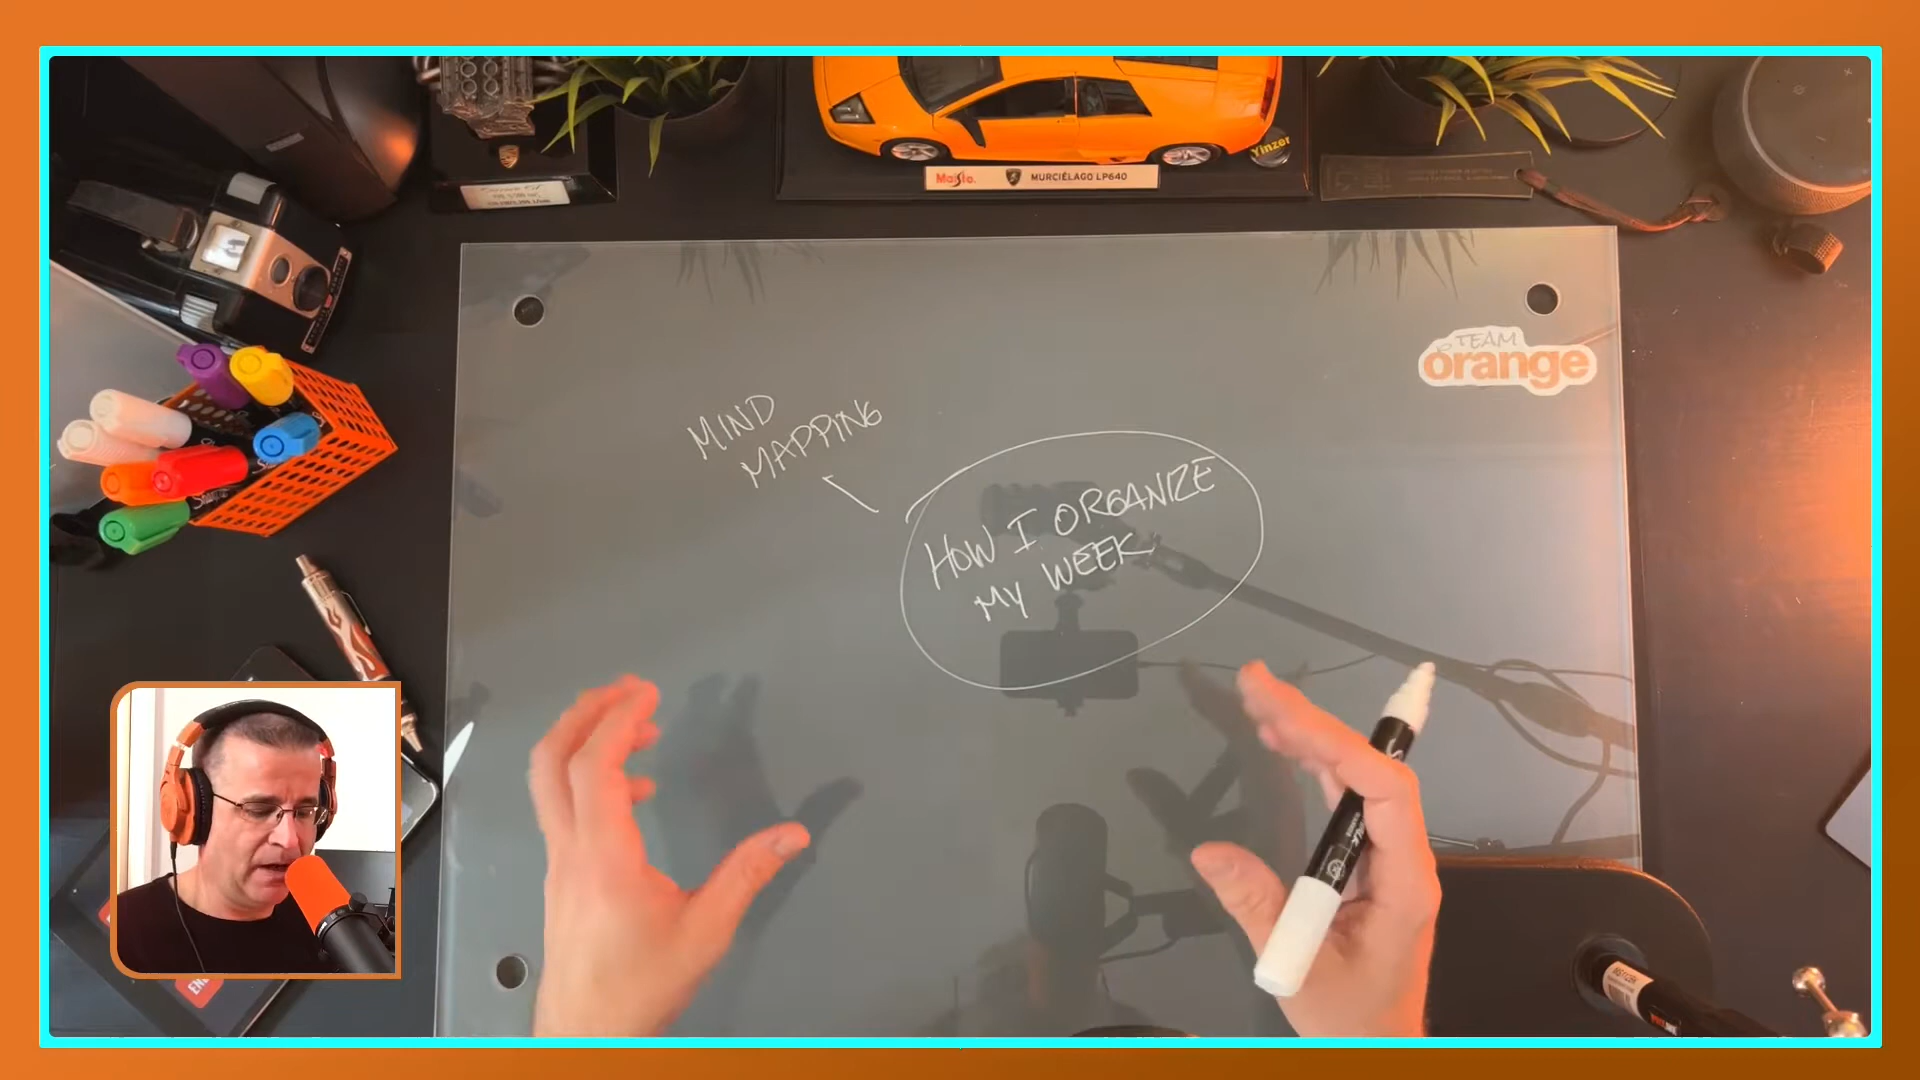 Maisto
MURCIÉLAGO LP640
Yinzer
TEAM
orange
MIND
MAPPING
HOW I ORGANIZE
MY WEEK